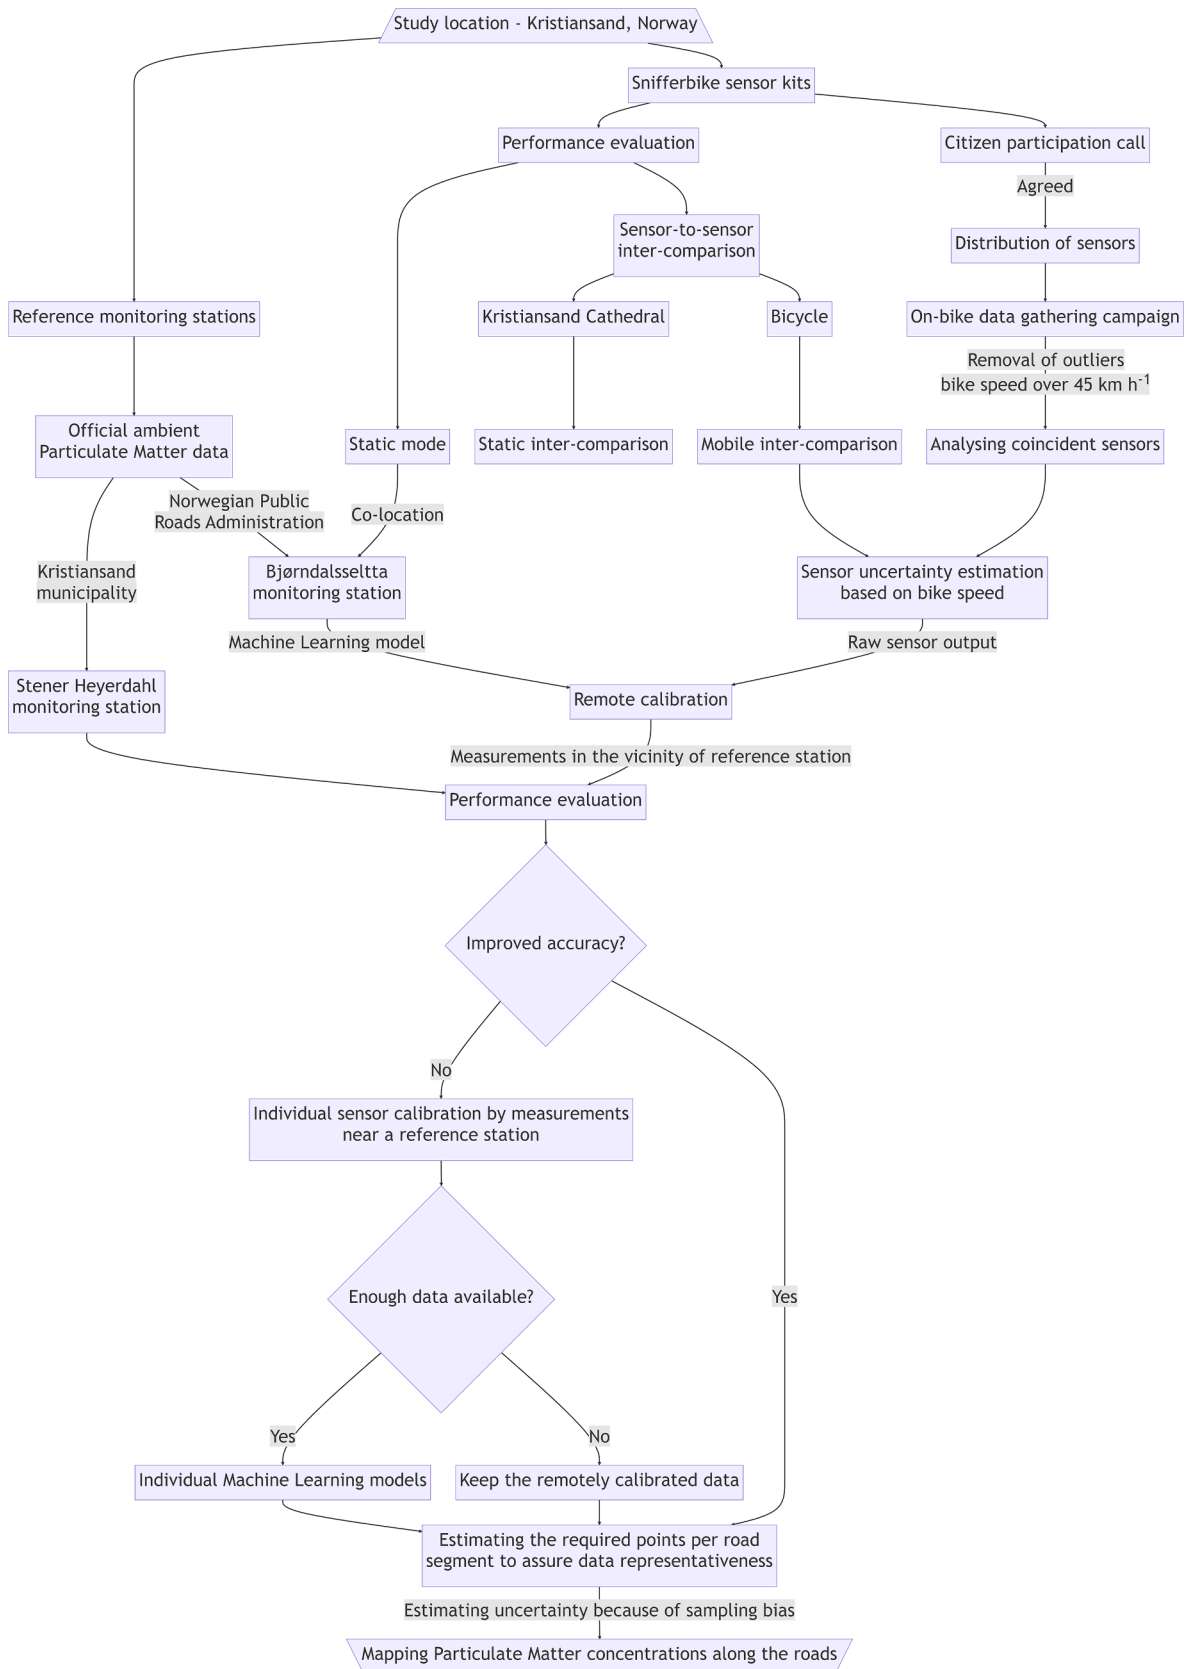 Study location - Kristiansand, Norway
Snifferbike sensor kits
Performance evaluation
Citizen participation call
Agreed
Sensor-to-sensor
inter-comparison
Distribution of sensors
Reference monitoring stations
Kristiansand Cathedral
Bicycle
On-bike data gathering campaign
Removal of outliers
bike speed over 45 km h-1
Official ambient
Particulate Matter data
Static mode
Static inter-comparison
Mobile inter-comparison
Analysing coincident sensors
Norwegian Public
Roads Administration
Co-location
Kristiansand
municipality
Bjørndalsseltta
monitoring station
Sensor uncertainty estimation
based on bike speed
Machine Learning model
Raw sensor output
Stener Heyerdahl
monitoring station
Remote calibration
Measurements in the vicinity of reference station
Performance evaluation
Improved accuracy?
No
Individual sensor calibration by measurements
near a reference station
Enough data available?
Yes
Yes
No
Individual Machine Learning models
Keep the remotely calibrated data
Estimating the required points per road
segment to assure data representativeness
Estimating uncertainty because of sampling bias
Mapping Particulate Matter concentrations along the roads